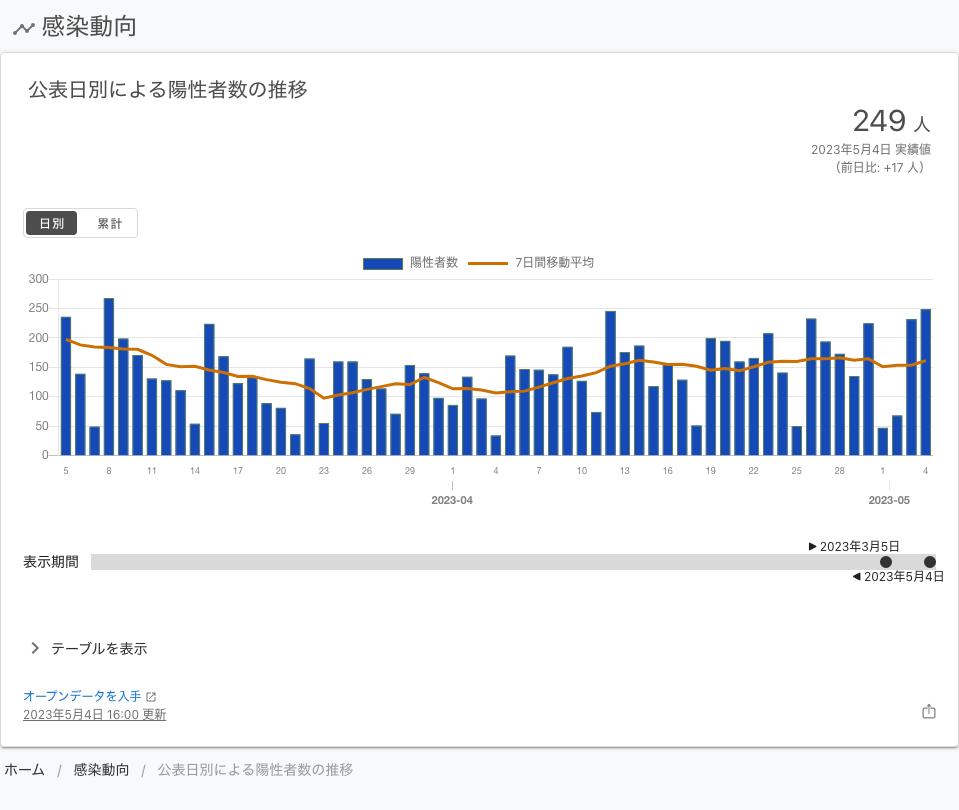 感染動向
公表日別による陽性者数の推移
249 人
2023年5月4日 実績値
（前日比: +17 人）
日別 累計
陽性者数 7日間移動平均
300
250
200
150
100
50
0
5 8 11 14 17 20 23 26 29 1 4 7 10 13 16 19 22 25 28 1 4
2023-04 2023-05
▶ 2023年3月5日
表示期間
◀ 2023年5月4日
テーブルを表示
オープンデータを入手
2023年5月4日 16:00 更新
ホーム / 感染動向 / 公表日別による陽性者数の推移